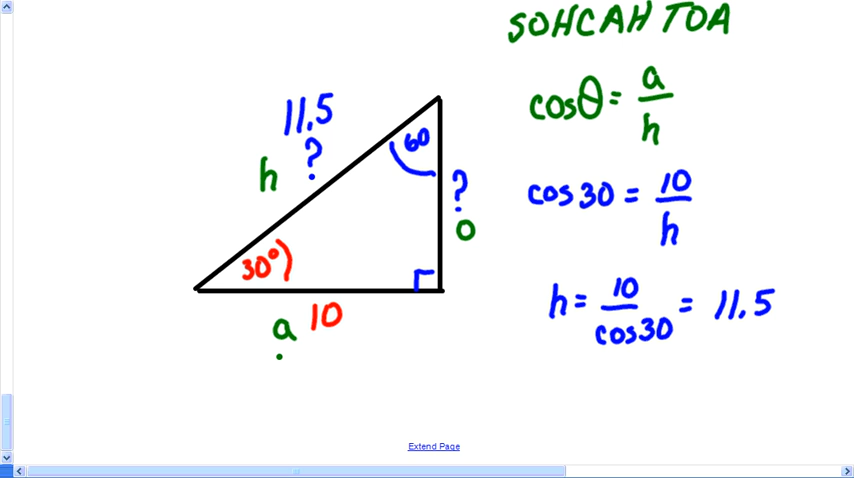 SOHCAH TOA
cosθ = a/h
cos30 = 10/h
h = 10/cos30 = 11.5
11.5
?
h
60
?
o
30°
a 10
Extend Page